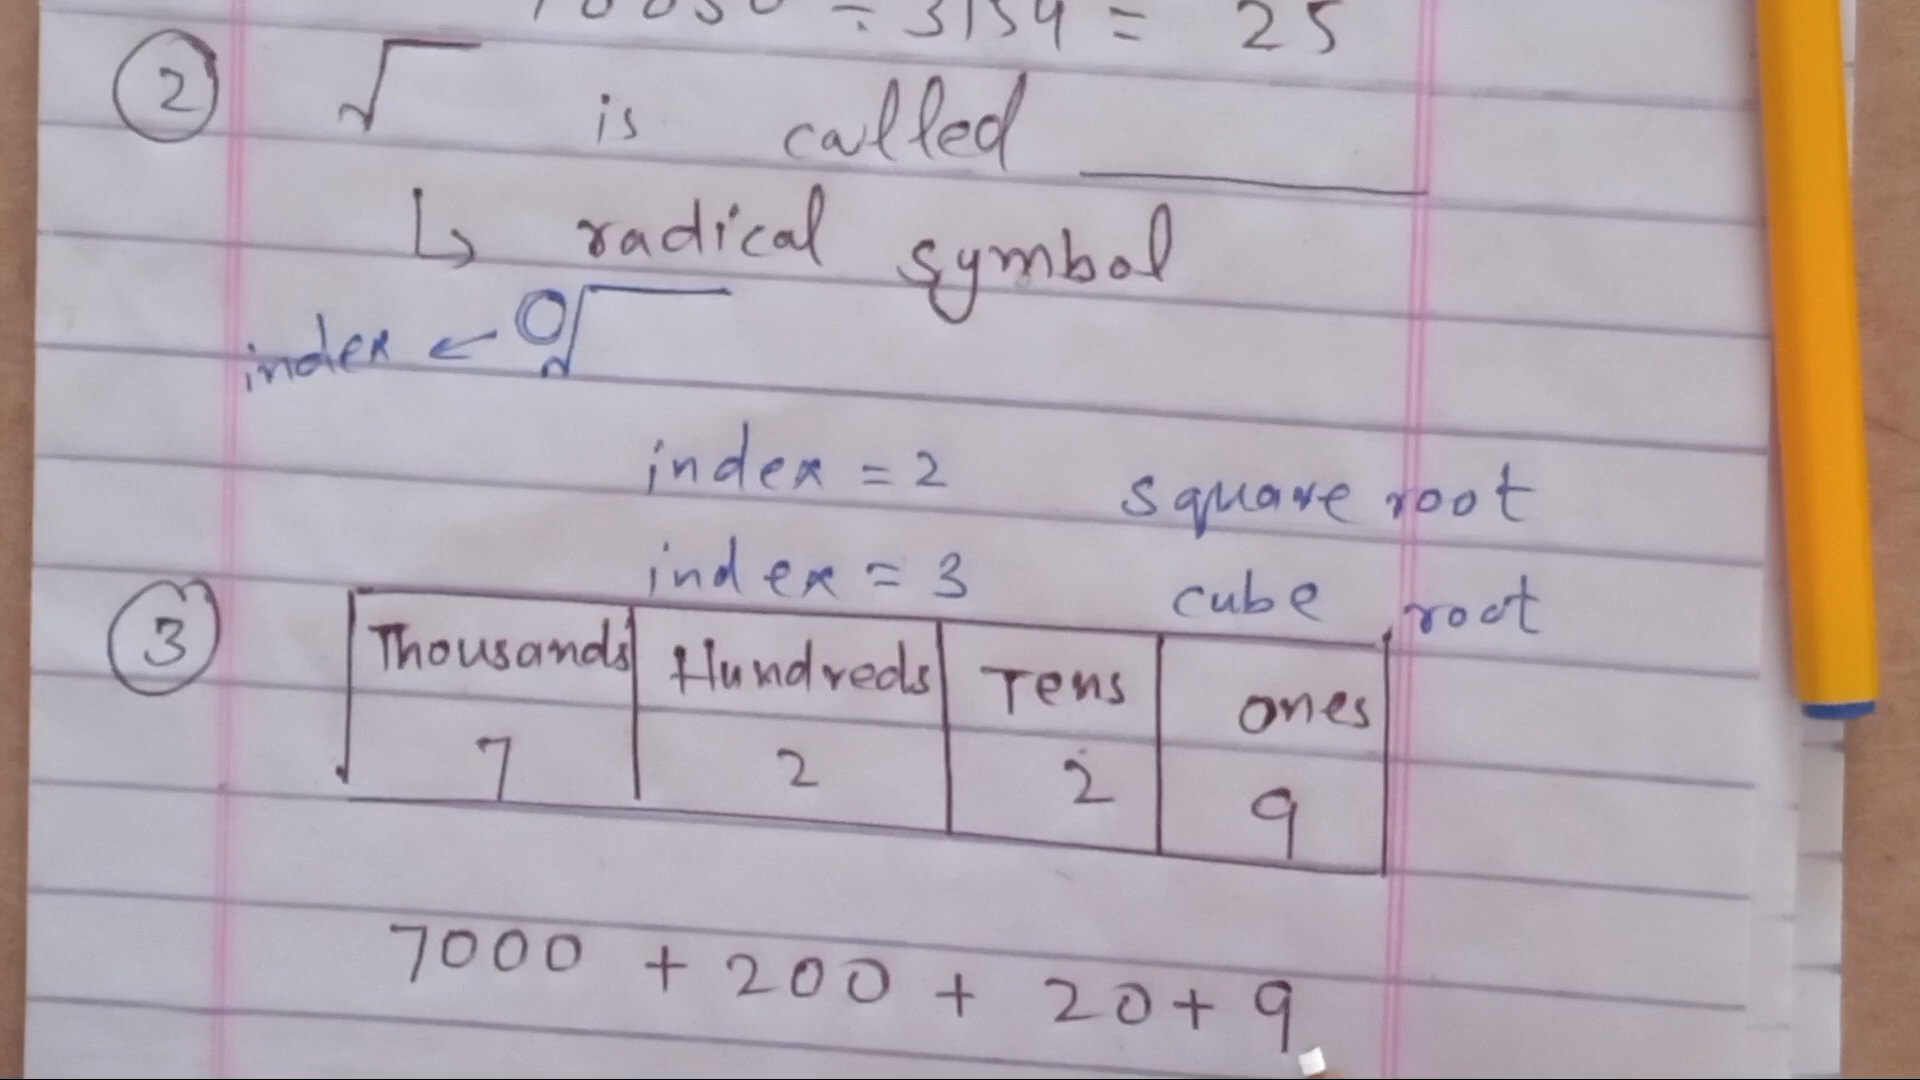 ÷ 3154 = 25
② √ is called ________
↳ radical symbol
index ← √
index = 2 square root
index = 3 cube root
③ Thousands Hundreds Tens ones
7 2 2 9
7000 + 200 + 20 + 9